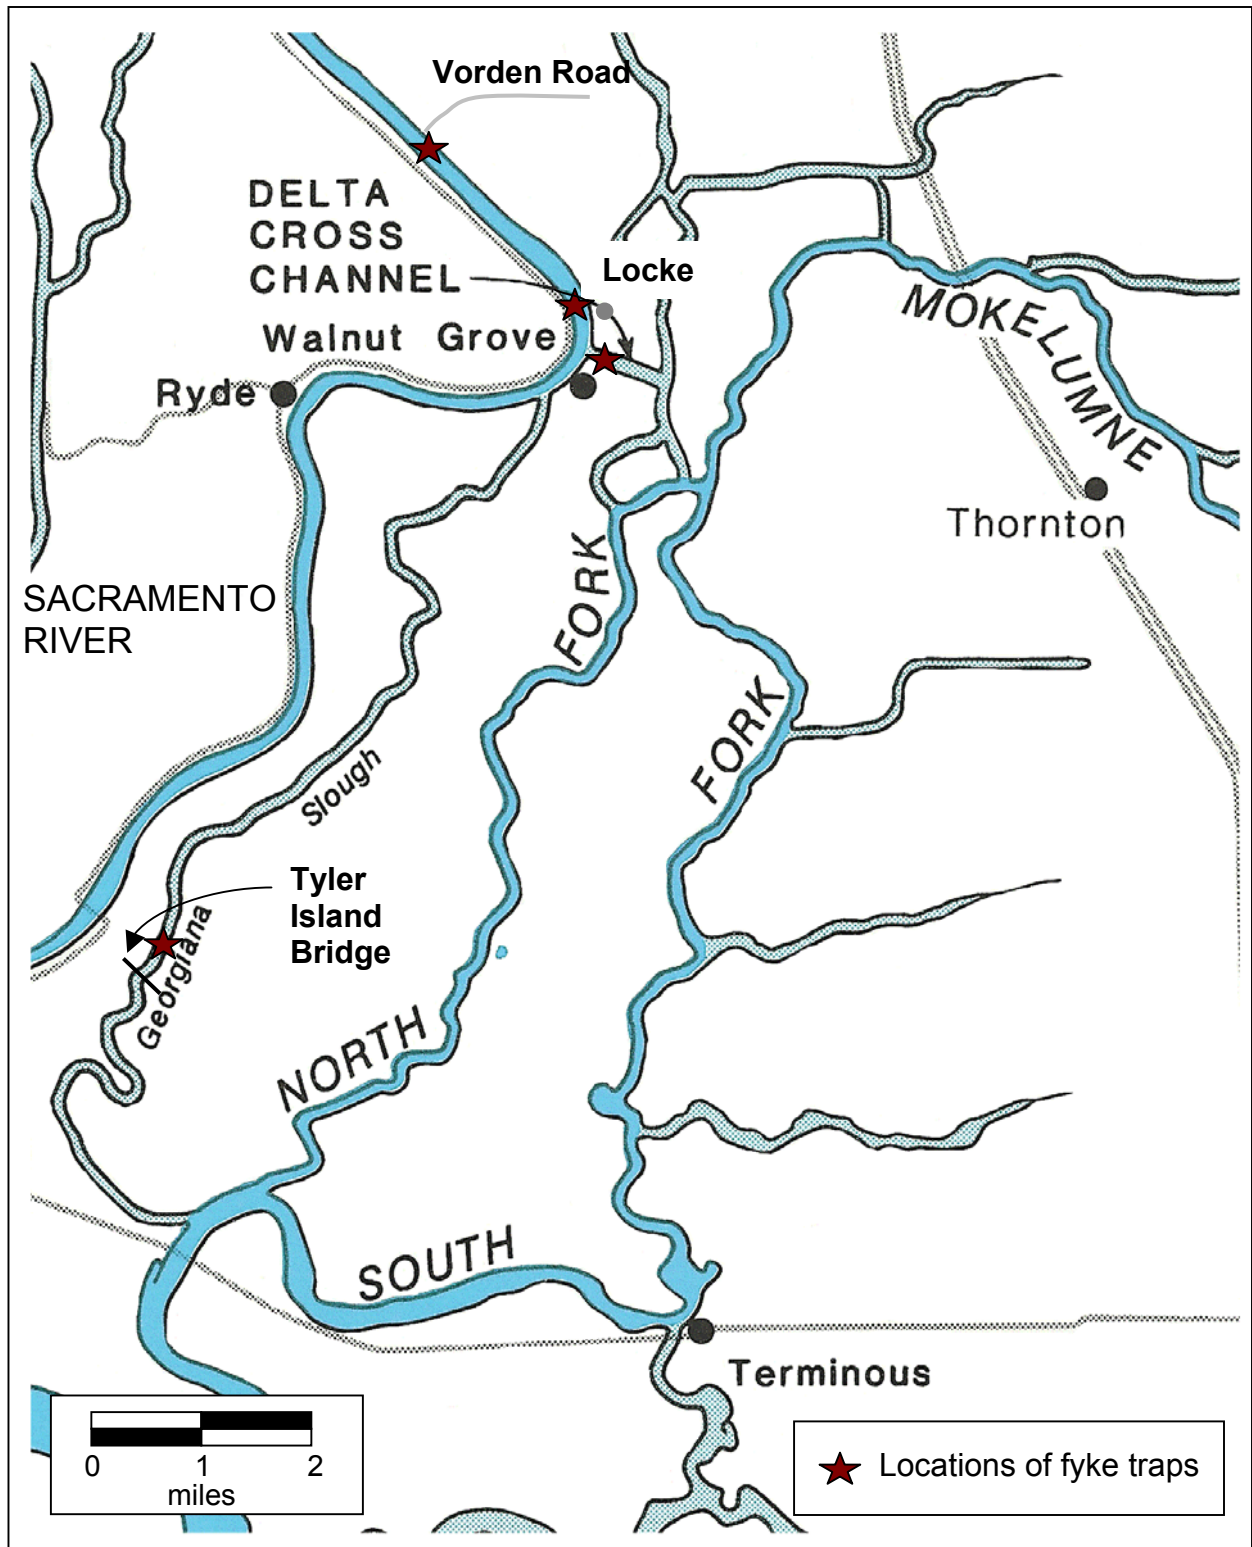 Vorden Road
DELTA
CROSS
CHANNEL
Locke
Walnut Grove
Ryde
MOKELUMNE
Thornton
SACRAMENTO
RIVER
FORK
FORK
Slough
Tyler
Island
Bridge
Georgiana
NORTH
SOUTH
Terminous
0 1 2
miles
Locations of fyke traps